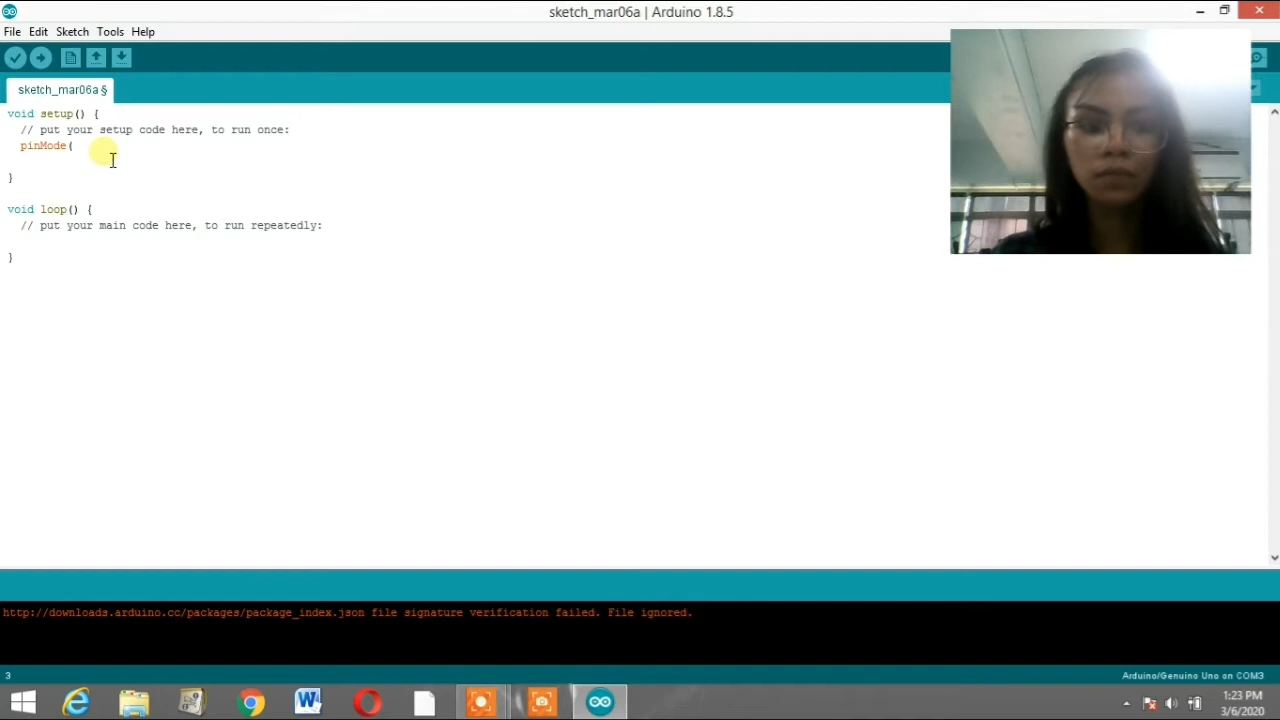 sketch_mar06a | Arduino 1.8.5
File Edit Sketch Tools Help
sketch_mar06a §
void setup() {
  // put your setup code here, to run once:
  pinMode(
}
void loop() {
  // put your main code here, to run repeatedly:
}
http://downloads.arduino.cc/packages/package_index.json file signature verification failed. File ignored.
3
Arduino/Genuino Uno on COM3
1:23 PM
3/6/2020